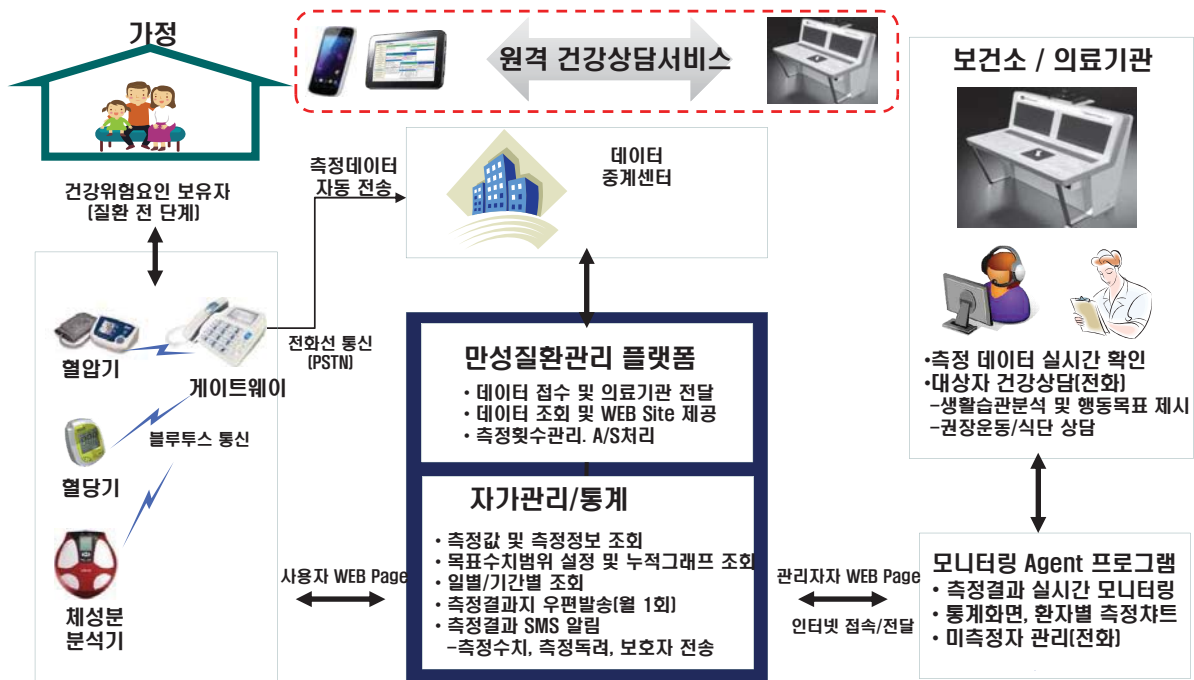 가정
원격 건강상담서비스
보건소 / 의료기관
건강위험요인 보유자
(질환 전 단계)
측정데이터
자동 전송
데이터
중계센터
혈압기
게이트웨이
전화선 통신
(PSTN)
블루투스 통신
혈당기
체성분
분석기
만성질환관리 플랫폼
• 데이터 접수 및 의료기관 전달
• 데이터 조회 및 WEB Site 제공
• 측정횟수관리. A/S처리
자가관리/통계
• 측정값 및 측정정보 조회
• 목표수치범위 설정 및 누적그래프 조회
• 일별/기간별 조회
• 측정결과지 우편발송(월 1회)
• 측정결과 SMS 알림
-측정수치, 측정독려, 보호자 전송
사용자 WEB Page
관리자자 WEB Page
인터넷 접속/전달
•측정 데이터 실시간 확인
•대상자 건강상담(전화)
-생활습관분석 및 행동목표 제시
-권장운동/식단 상담
모니터링 Agent 프로그램
• 측정결과 실시간 모니터링
• 통계화면, 환자별 측정챠트
• 미측정자 관리(전화)